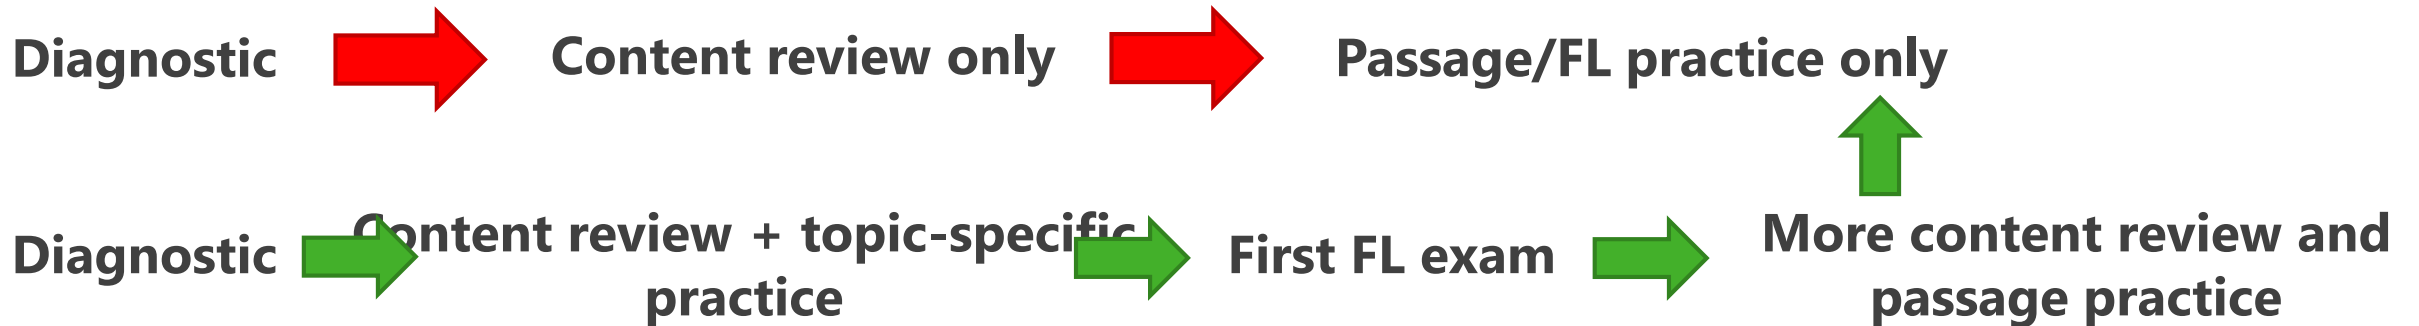 Diagnostic
Content review only
Passage/FL practice only
Diagnostic
Content review + topic-specific
practice
First FL exam
More content review and
passage practice